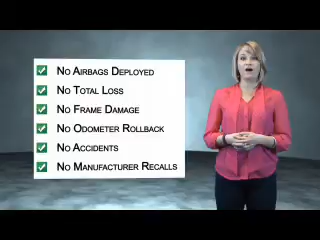 No Airbags Deployed
No Total Loss
No Frame Damage
No Odometer Rollback
No Accidents
No Manufacturer Recalls